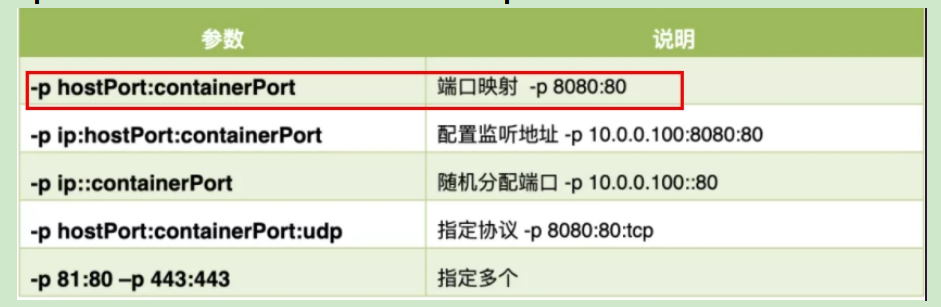 参数 说明
-p hostPort:containerPort 端口映射 -p 8080:80
-p ip:hostPort:containerPort 配置监听地址 -p 10.0.0.100:8080:80
-p ip::containerPort 随机分配端口 -p 10.0.0.100::80
-p hostPort:containerPort:udp 指定协议 -p 8080:80:tcp
-p 81:80 –p 443:443 指定多个